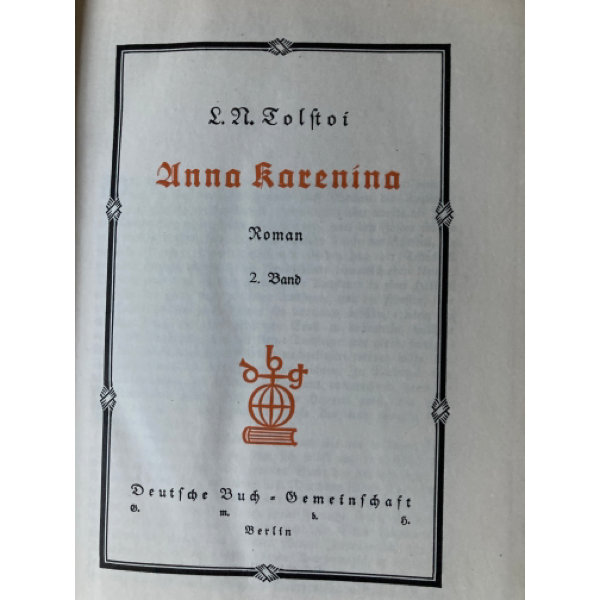 L. N. Tolſtoi
Anna Karenina
Roman
2. Band
dbg
Deutſche Buch-Gemeinſchaft
G. m. b. H.
Berlin